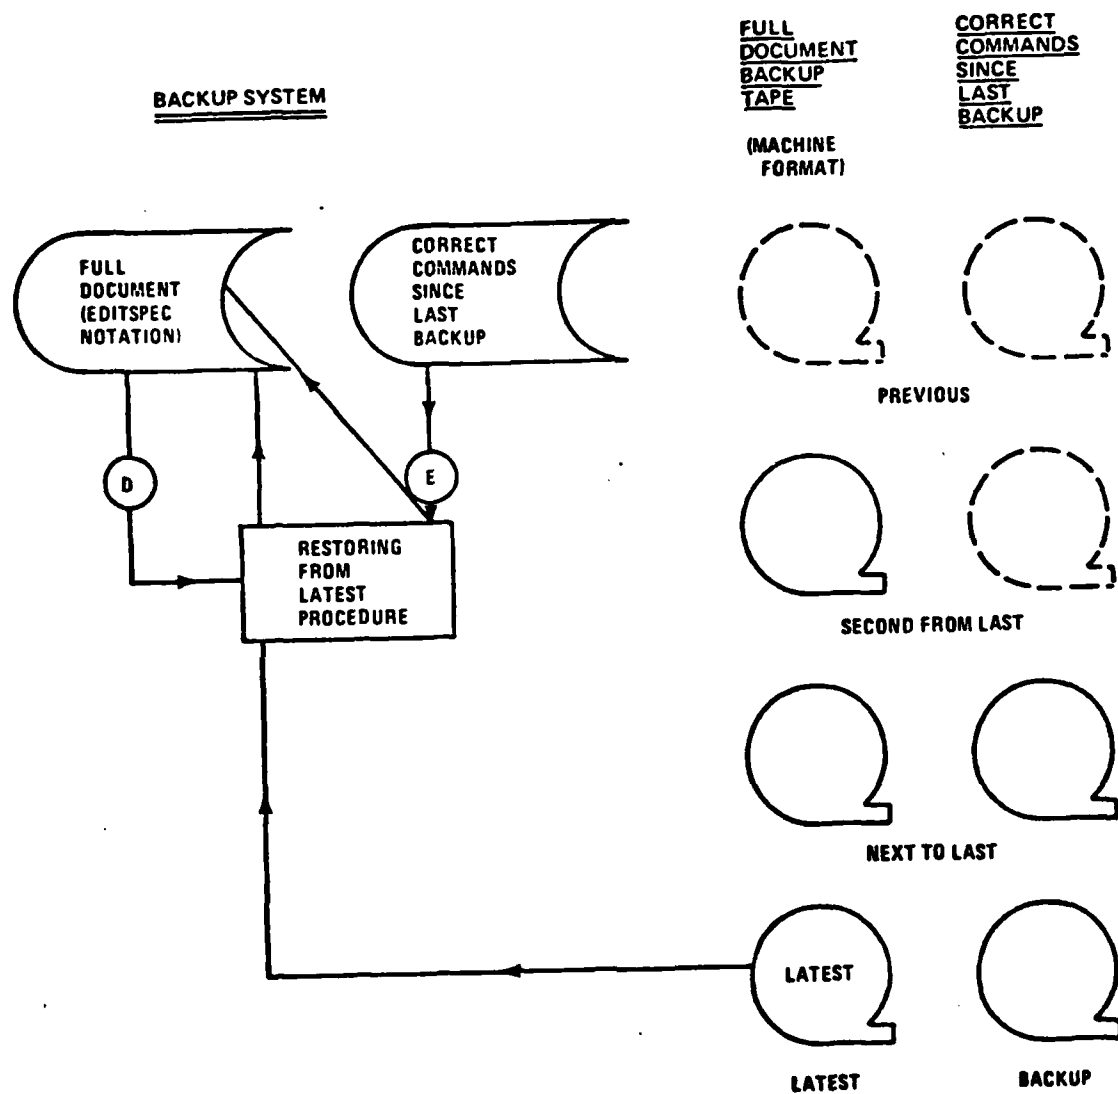 BACKUP SYSTEM
FULL
DOCUMENT
BACKUP
TAPE
(MACHINE
FORMAT)
CORRECT
COMMANDS
SINCE
LAST
BACKUP
FULL
DOCUMENT
(EDITSPEC
NOTATION)
CORRECT
COMMANDS
SINCE
LAST
BACKUP
PREVIOUS
D
E
RESTORING
FROM
LATEST
PROCEDURE
SECOND FROM LAST
NEXT TO LAST
LATEST
LATEST
BACKUP